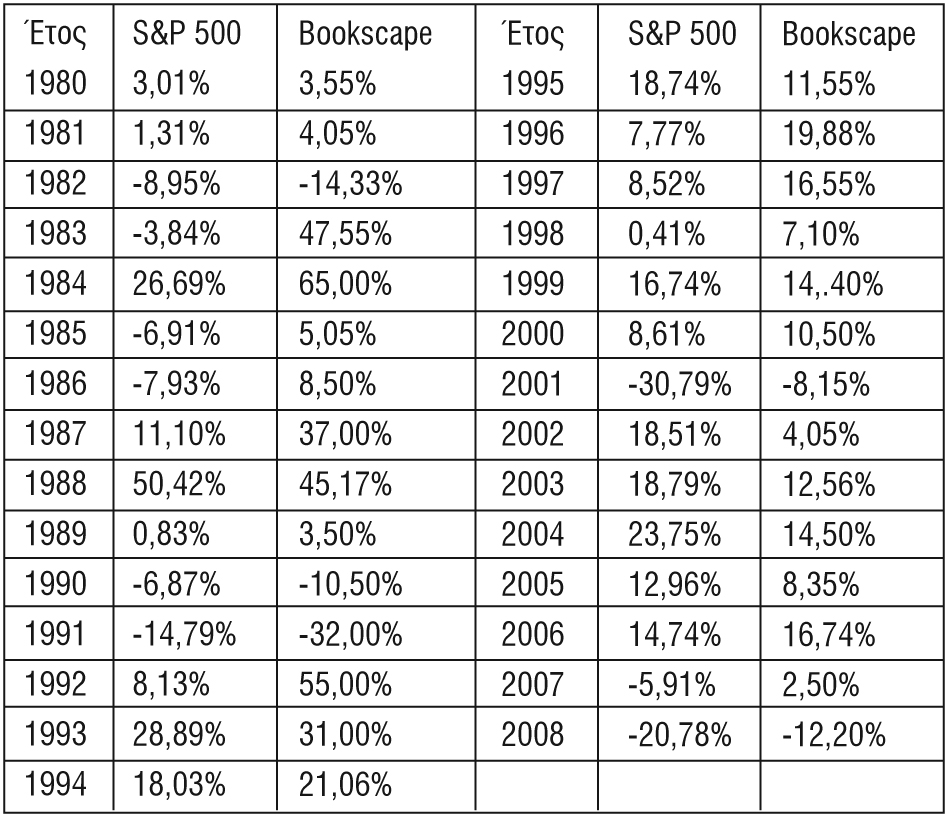 Έτος S&P 500 Bookscape Έτος S&P 500 Bookscape
1980 3,01% 3,55% 1995 18,74% 11,55%
1981 1,31% 4,05% 1996 7,77% 19,88%
1982 -8,95% -14,33% 1997 8,52% 16,55%
1983 -3,84% 47,55% 1998 0,41% 7,10%
1984 26,69% 65,00% 1999 16,74% 14,.40%
1985 -6,91% 5,05% 2000 8,61% 10,50%
1986 -7,93% 8,50% 2001 -30,79% -8,15%
1987 11,10% 37,00% 2002 18,51% 4,05%
1988 50,42% 45,17% 2003 18,79% 12,56%
1989 0,83% 3,50% 2004 23,75% 14,50%
1990 -6,87% -10,50% 2005 12,96% 8,35%
1991 -14,79% -32,00% 2006 14,74% 16,74%
1992 8,13% 55,00% 2007 -5,91% 2,50%
1993 28,89% 31,00% 2008 -20,78% -12,20%
1994 18,03% 21,06%